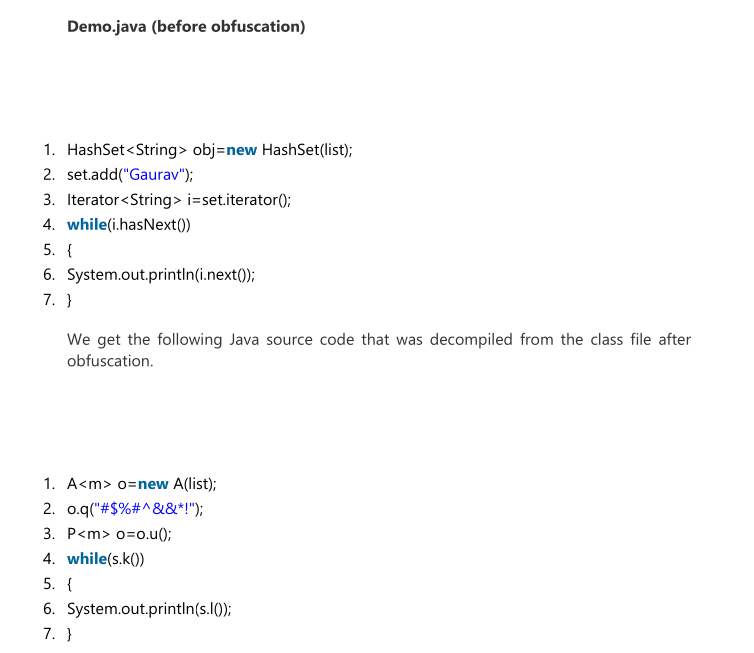 Demo.java (before obfuscation)
1. HashSet<String> obj=new HashSet(list);
2. set.add("Gaurav");
3. Iterator<String> i=set.iterator();
4. while(i.hasNext())
5. {
6. System.out.println(i.next());
7. }
We get the following Java source code that was decompiled from the class file after
obfuscation.
1. A<m> o=new A(list);
2. o.q("#$%#^&&*!");
3. P<m> o=o.u();
4. while(s.k())
5. {
6. System.out.println(s.l());
7. }